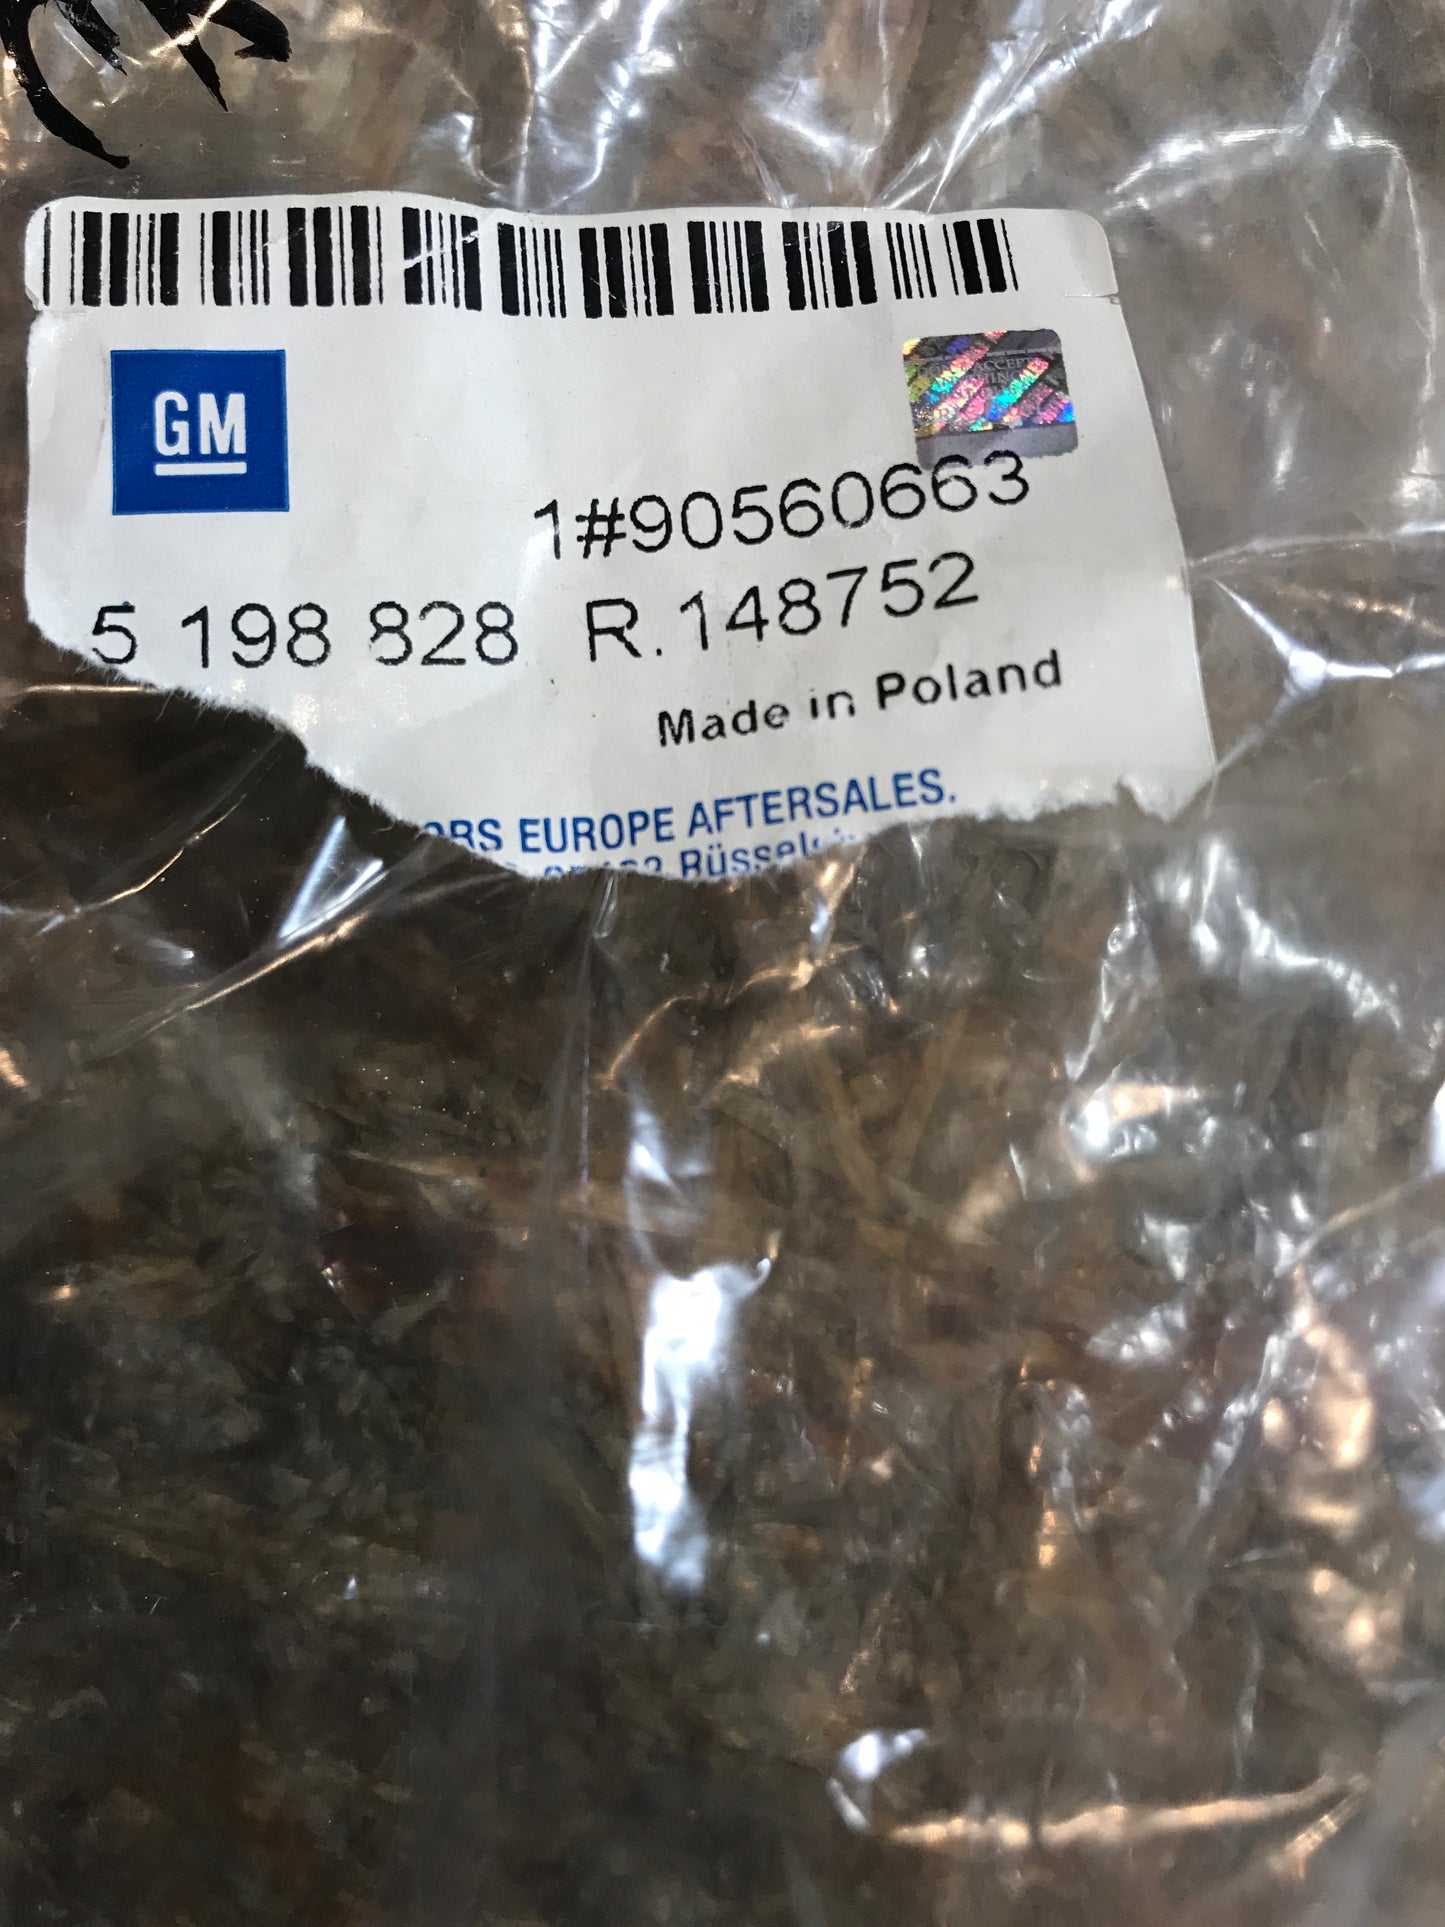 GM
1#90560663
5 198 828 R.148752
Made in Poland
EUROPE AFTERSALES.